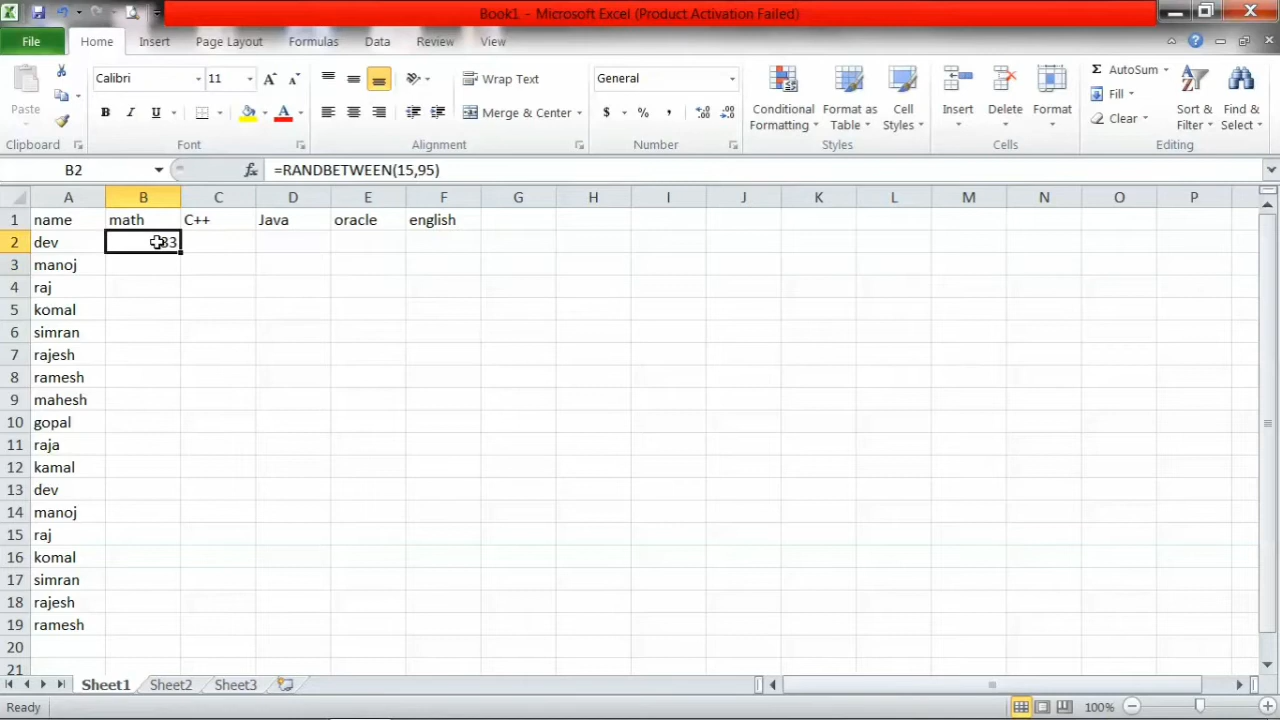 Book1 - Microsoft Excel (Product Activation Failed)
File Home Insert Page Layout Formulas Data Review View
Calibri 11 Wrap Text General AutoSum
Fill
Paste B I U Merge & Center $ % , Conditional Formatting Format as Table Cell Styles Insert Delete Format Clear Sort & Filter Find & Select
Clipboard Font Alignment Number Styles Cells Editing
B2 fx =RANDBETWEEN(15,95)
A B C D E F G H I J K L M N O P
1 name math C++ Java oracle english
2 dev
3 manoj
4 raj
5 komal
6 simran
7 rajesh
8 ramesh
9 mahesh
10 gopal
11 raja
12 kamal
13 dev
14 manoj
15 raj
16 komal
17 simran
18 rajesh
19 ramesh
20
21
Sheet1 Sheet2 Sheet3
Ready 100%